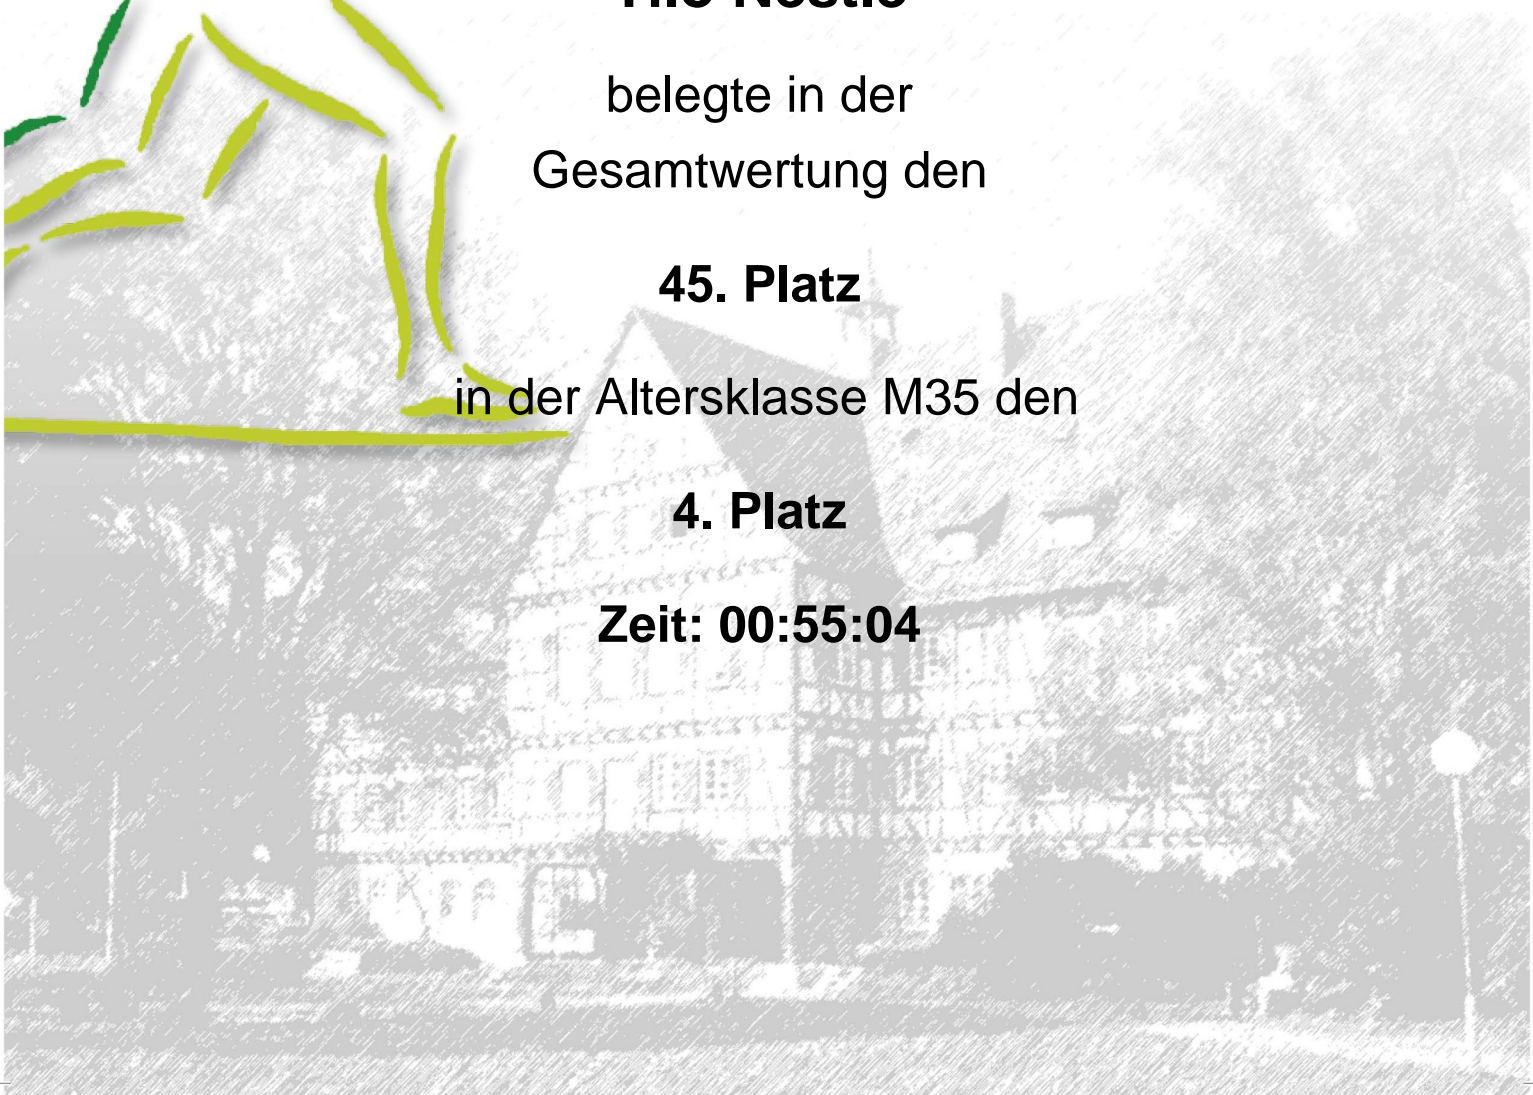 belegte in der
Gesamtwertung den
45. Platz
in der Altersklasse M35 den
4. Platz
Zeit: 00:55:04